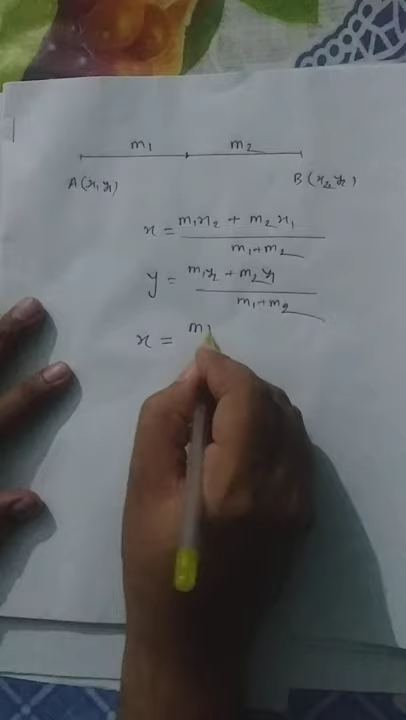 m₁ m₂
A(x₁ y₁) B(x₂ y₂)
x = m₁x₂ + m₂x₁ / m₁+m₂
y = m₁y₂ + m₂y₁ / m₁+m₂
x = m₁